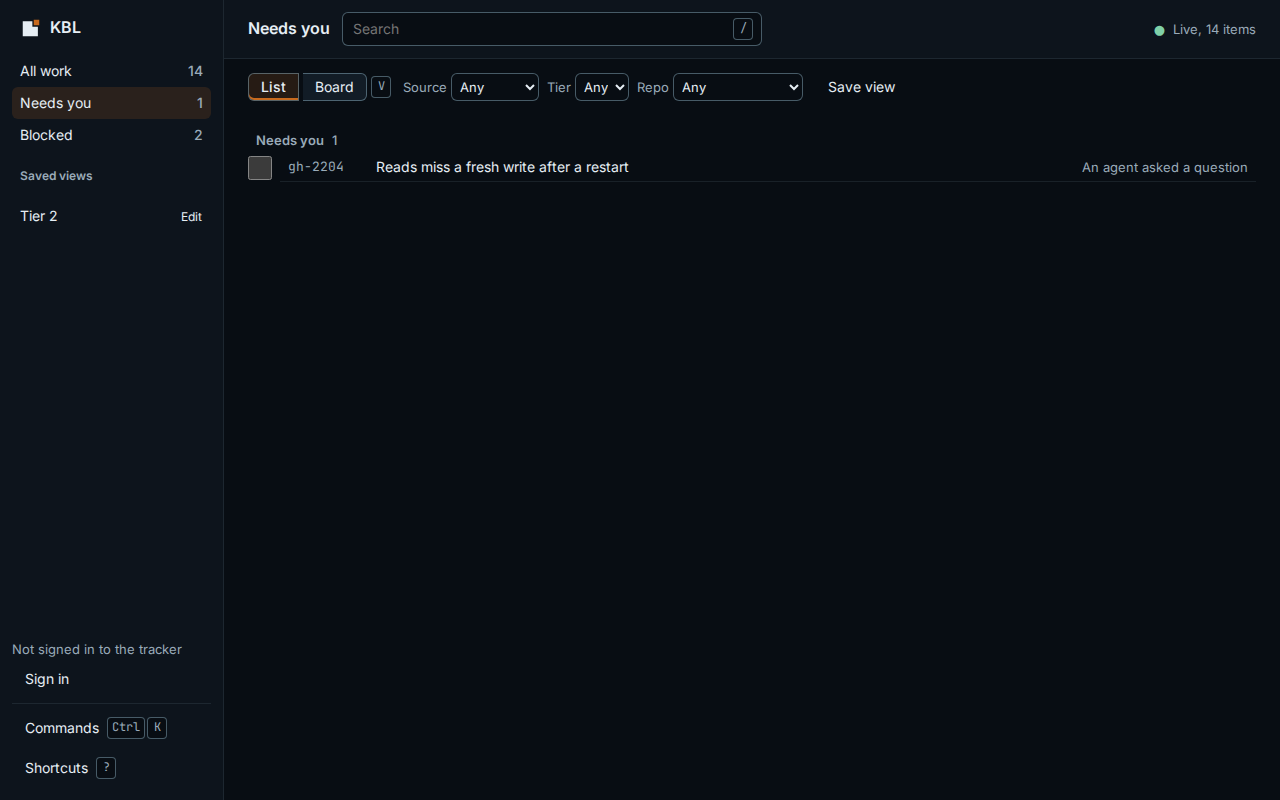 KBL
All work 14
Needs you 1
Blocked 2
Saved views
Tier 2 Edit
Not signed in to the tracker
Sign in
Commands Ctrl K
Shortcuts ?
Needs you Search / Live, 14 items
List Board V Source Any Tier Any Repo Any Save view
Needs you 1
gh-2204 Reads miss a fresh write after a restart An agent asked a question